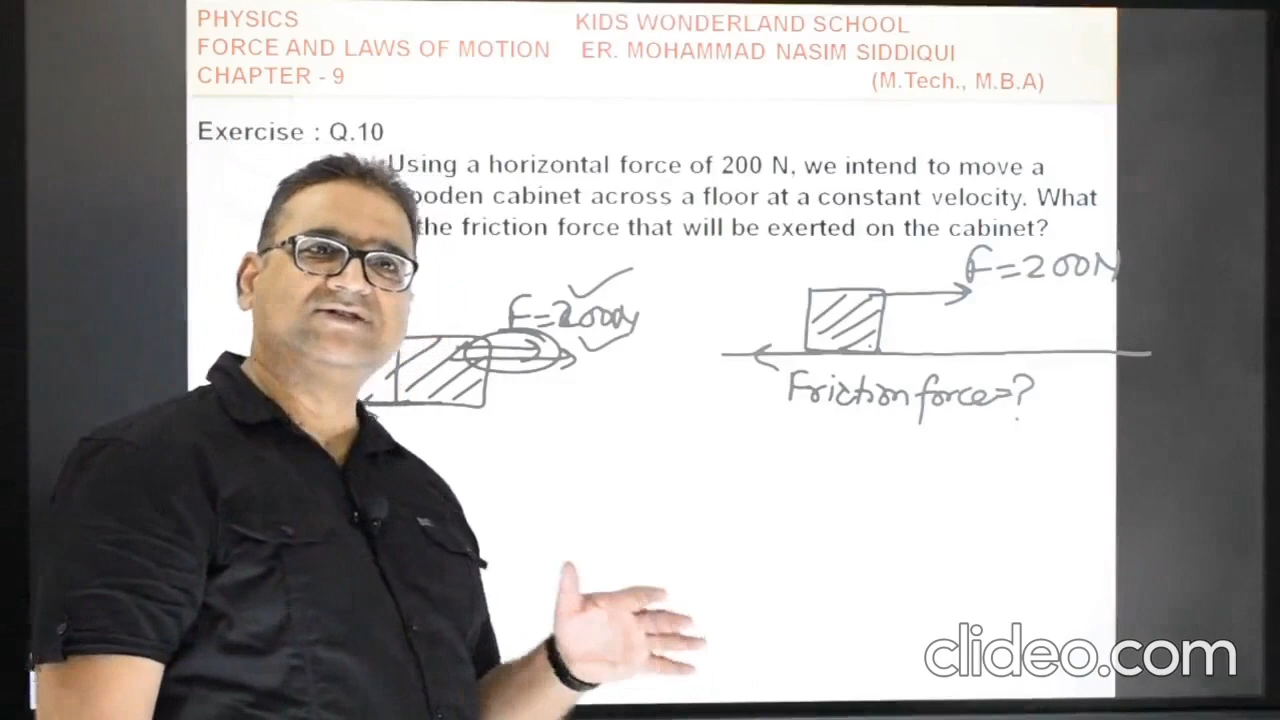 PHYSICS KIDS WONDERLAND SCHOOL
FORCE AND LAWS OF MOTION ER. MOHAMMAD NASIM SIDDIQUI
CHAPTER - 9 (M.Tech., M.B.A)
Exercise : Q.10
Using a horizontal force of 200 N, we intend to move a
ooden cabinet across a floor at a constant velocity. What
the friction force that will be exerted on the cabinet?
F=200N
F=200N
Friction force=?
clideo.com